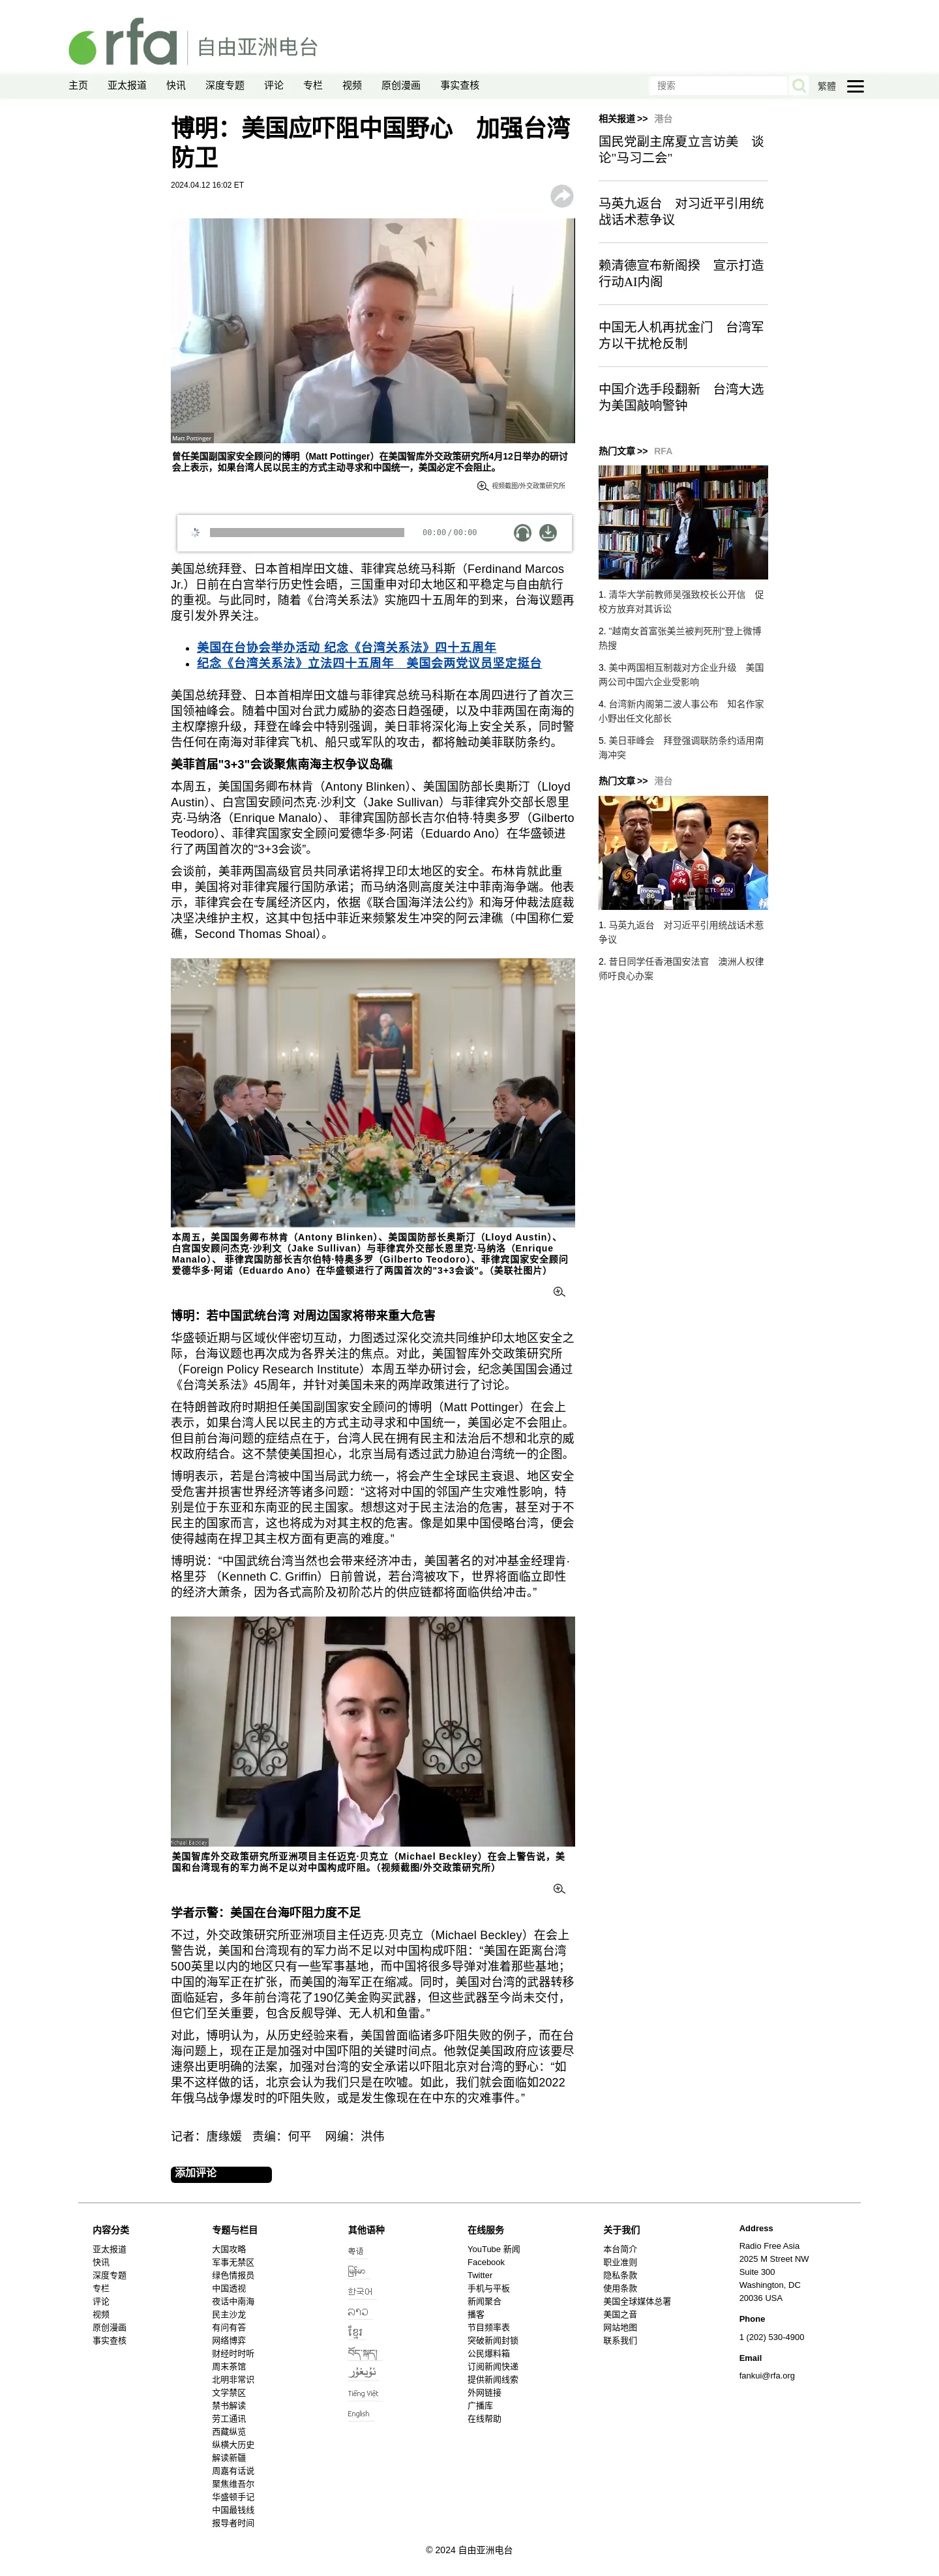 rfa 自由亚洲电台
主页 亚太报道 快讯 深度专题 评论 专栏 视频 原创漫画 事实查核 搜索 繁體
博明：美国应吓阻中国野心　加强台湾
防卫
2024.04.12 16:02 ET
Matt Pottinger
曾任美国副国家安全顾问的博明（Matt Pottinger）在美国智库外交政策研究所4月12日举办的研讨
会上表示，如果台湾人民以民主的方式主动寻求和中国统一，美国必定不会阻止。
视频截图/外交政策研究所
00:00 / 00:00
美国总统拜登、日本首相岸田文雄、菲律宾总统马科斯（Ferdinand Marcos
Jr.）日前在白宫举行历史性会晤，三国重申对印太地区和平稳定与自由航行
的重视。与此同时，随着《台湾关系法》实施四十五周年的到来，台海议题再
度引发外界关注。
美国在台协会举办活动 纪念《台湾关系法》四十五周年
纪念《台湾关系法》立法四十五周年　美国会两党议员坚定挺台
美国总统拜登、日本首相岸田文雄与菲律宾总统马科斯在本周四进行了首次三
国领袖峰会。随着中国对台武力威胁的姿态日趋强硬，以及中菲两国在南海的
主权摩擦升级，拜登在峰会中特别强调，美日菲将深化海上安全关系，同时警
告任何在南海对菲律宾飞机、船只或军队的攻击，都将触动美菲联防条约。
美菲首届"3+3"会谈聚焦南海主权争议岛礁
本周五，美国国务卿布林肯（Antony Blinken）、美国国防部长奥斯汀（Lloyd
Austin）、白宫国安顾问杰克·沙利文（Jake Sullivan）与菲律宾外交部长恩里
克·马纳洛（Enrique Manalo）、 菲律宾国防部长吉尔伯特·特奥多罗（Gilberto
Teodoro）、菲律宾国家安全顾问爱德华多·阿诺（Eduardo Ano）在华盛顿进
行了两国首次的“3+3会谈”。
会谈前，美菲两国高级官员共同承诺将捍卫印太地区的安全。布林肯就此重
申，美国将对菲律宾履行国防承诺；而马纳洛则高度关注中菲南海争端。他表
示，菲律宾会在专属经济区内，依据《联合国海洋法公约》和海牙仲裁法庭裁
决坚决维护主权，这其中包括中菲近来频繁发生冲突的阿云津礁（中国称仁爱
礁，Second Thomas Shoal）。
本周五，美国国务卿布林肯（Antony Blinken）、美国国防部长奥斯汀（Lloyd Austin）、
白宫国安顾问杰克·沙利文（Jake Sullivan）与菲律宾外交部长恩里克·马纳洛（Enrique
Manalo）、 菲律宾国防部长吉尔伯特·特奥多罗（Gilberto Teodoro）、菲律宾国家安全顾问
爱德华多·阿诺（Eduardo Ano）在华盛顿进行了两国首次的"3+3会谈"。（美联社图片）
博明：若中国武统台湾 对周边国家将带来重大危害
华盛顿近期与区域伙伴密切互动，力图透过深化交流共同维护印太地区安全之
际，台海议题也再次成为各界关注的焦点。对此，美国智库外交政策研究所
（Foreign Policy Research Institute）本周五举办研讨会，纪念美国国会通过
《台湾关系法》45周年，并针对美国未来的两岸政策进行了讨论。
在特朗普政府时期担任美国副国家安全顾问的博明（Matt Pottinger）在会上
表示，如果台湾人民以民主的方式主动寻求和中国统一，美国必定不会阻止。
但目前台海问题的症结点在于，台湾人民在拥有民主和法治后不想和北京的威
权政府结合。这不禁使美国担心，北京当局有透过武力胁迫台湾统一的企图。
博明表示，若是台湾被中国当局武力统一，将会产生全球民主衰退、地区安全
受危害并损害世界经济等诸多问题：“这将对中国的邻国产生灾难性影响，特
别是位于东亚和东南亚的民主国家。想想这对于民主法治的危害，甚至对于不
民主的国家而言，这也将成为对其主权的危害。像是如果中国侵略台湾，便会
使得越南在捍卫其主权方面有更高的难度。”
博明说：“中国武统台湾当然也会带来经济冲击，美国著名的对冲基金经理肯·
格里芬 （Kenneth C. Griffin）日前曾说，若台湾被攻下，世界将面临立即性
的经济大萧条，因为各式高阶及初阶芯片的供应链都将面临供给冲击。”
Michael Beckley
美国智库外交政策研究所亚洲项目主任迈克·贝克立（Michael Beckley）在会上警告说，美
国和台湾现有的军力尚不足以对中国构成吓阻。（视频截图/外交政策研究所）
学者示警：美国在台海吓阻力度不足
不过，外交政策研究所亚洲项目主任迈克·贝克立（Michael Beckley）在会上
警告说，美国和台湾现有的军力尚不足以对中国构成吓阻：“美国在距离台湾
500英里以内的地区只有一些军事基地，而中国将很多导弹对准着那些基地；
中国的海军正在扩张，而美国的海军正在缩减。同时，美国对台湾的武器转移
面临延宕，多年前台湾花了190亿美金购买武器，但这些武器至今尚未交付，
但它们至关重要，包含反舰导弹、无人机和鱼雷。”
对此，博明认为，从历史经验来看，美国曾面临诸多吓阻失败的例子，而在台
海问题上，现在正是加强对中国吓阻的关键时间点。他敦促美国政府应该要尽
速祭出更明确的法案，加强对台湾的安全承诺以吓阻北京对台湾的野心：“如
果不这样做的话，北京会认为我们只是在吹嘘。如此，我们就会面临如2022
年俄乌战争爆发时的吓阻失败，或是发生像现在在中东的灾难事件。”
记者：唐缘媛 责编：何平 网编：洪伟
添加评论
相关报道 >> 港台
国民党副主席夏立言访美　谈
论"马习二会"
马英九返台　对习近平引用统
战话术惹争议
赖清德宣布新阁揆　宣示打造
行动AI内阁
中国无人机再扰金门　台湾军
方以干扰枪反制
中国介选手段翻新　台湾大选
为美国敲响警钟
热门文章 >> RFA
1. 清华大学前教师吴强致校长公开信　促
校方放弃对其诉讼
2. "越南女首富张美兰被判死刑"登上微博
热搜
3. 美中两国相互制裁对方企业升级　美国
两公司中国六企业受影响
4. 台湾新内阁第二波人事公布　知名作家
小野出任文化部长
5. 美日菲峰会　拜登强调联防条约适用南
海冲突
热门文章 >> 港台
1. 马英九返台　对习近平引用统战话术惹
争议
2. 昔日同学任香港国安法官　澳洲人权律
师吁良心办案
内容分类
亚太报道
快讯
深度专题
专栏
评论
视频
原创漫画
事实查核
专题与栏目
大国攻略
军事无禁区
绿色情报员
中国透视
夜话中南海
民主沙龙
有问有答
网络博弈
财经时时听
周末茶馆
北明非常识
文学禁区
禁书解读
劳工通讯
西藏纵览
纵横大历史
解读新疆
周嘉有话说
聚焦维吾尔
华盛顿手记
中国最钱线
报导者时间
其他语种
粤语
မြန်မာ
한국어
ລາວ
ខ្មែរ
བོད་སྐད།
ئۇيغۇر
Tiếng Việt
English
在线服务
YouTube 新闻
Facebook
Twitter
手机与平板
新闻聚合
播客
节目频率表
突破新闻封锁
公民爆料箱
订阅新闻快递
提供新闻线索
外网链接
广播库
在线帮助
关于我们
本台简介
职业准则
隐私条款
使用条款
美国全球媒体总署
美国之音
网站地图
联系我们
Address
Radio Free Asia
2025 M Street NW
Suite 300
Washington, DC
20036 USA
Phone
1 (202) 530-4900
Email
fankui@rfa.org
© 2024 自由亚洲电台